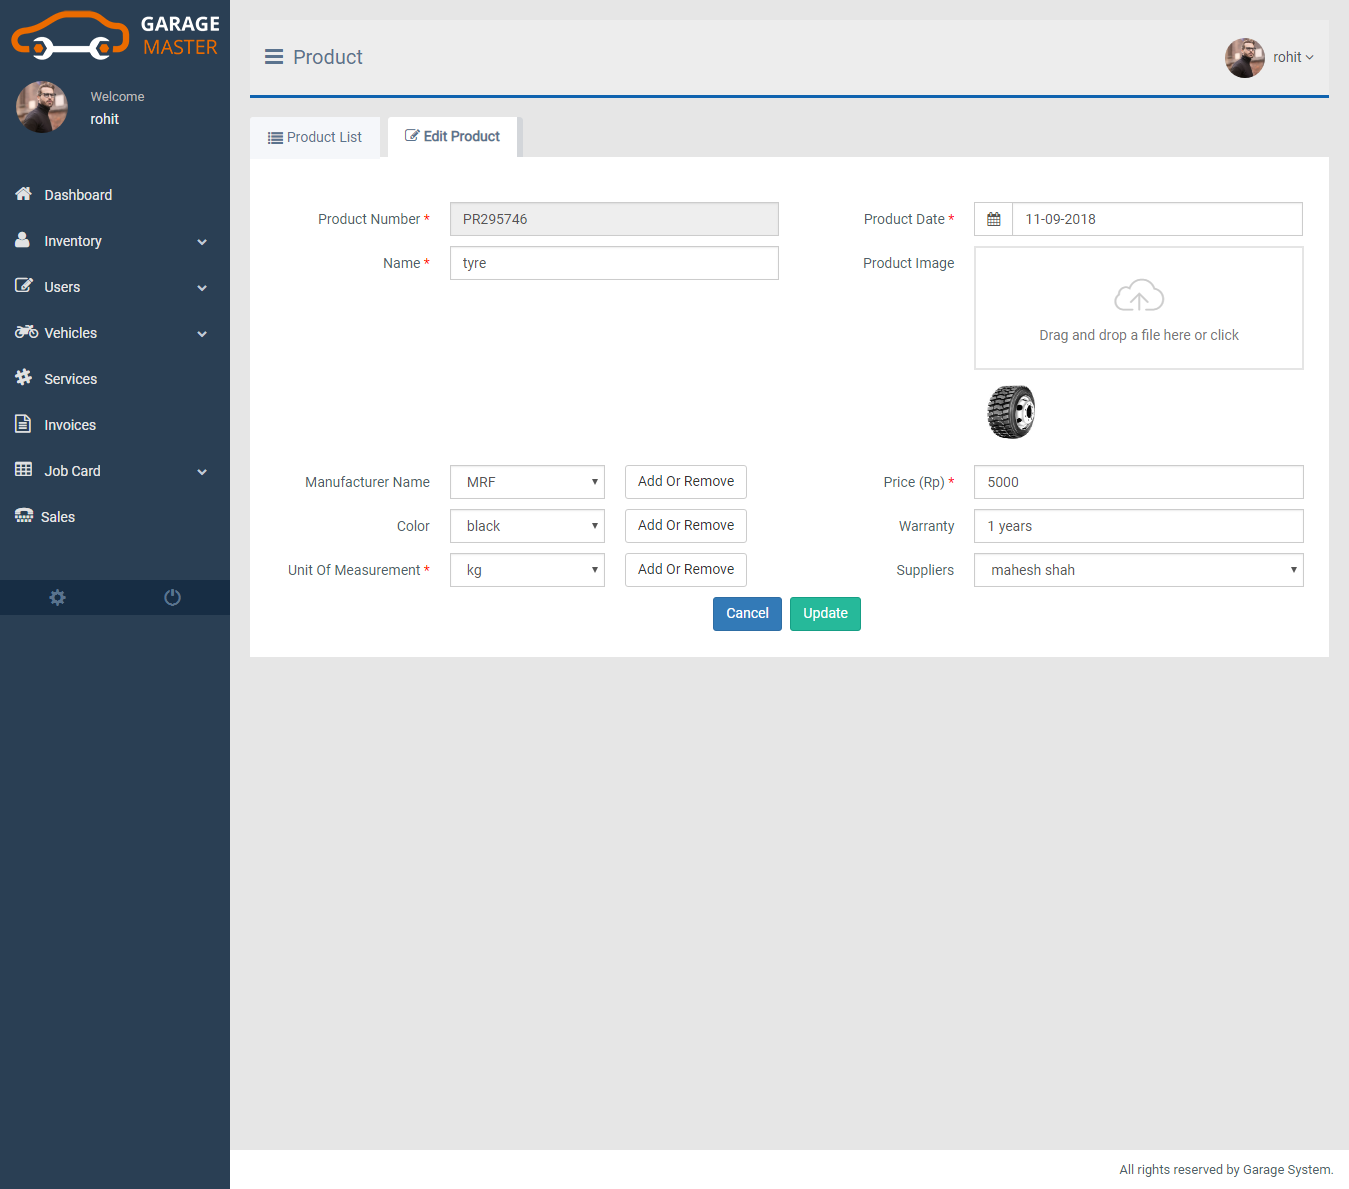 GARAGE
MASTER
Welcome
rohit
Dashboard
Inventory
Users
Vehicles
Services
Invoices
Job Card
Sales
Product
rohit
Product List
Edit Product
Product Number *
PR295746
Product Date *
11-09-2018
Name *
tyre
Product Image
Drag and drop a file here or click
Manufacturer Name
MRF
Add Or Remove
Price (Rp) *
5000
Color
black
Add Or Remove
Warranty
1 years
Unit Of Measurement *
kg
Add Or Remove
Suppliers
mahesh shah
Cancel
Update
All rights reserved by Garage System.